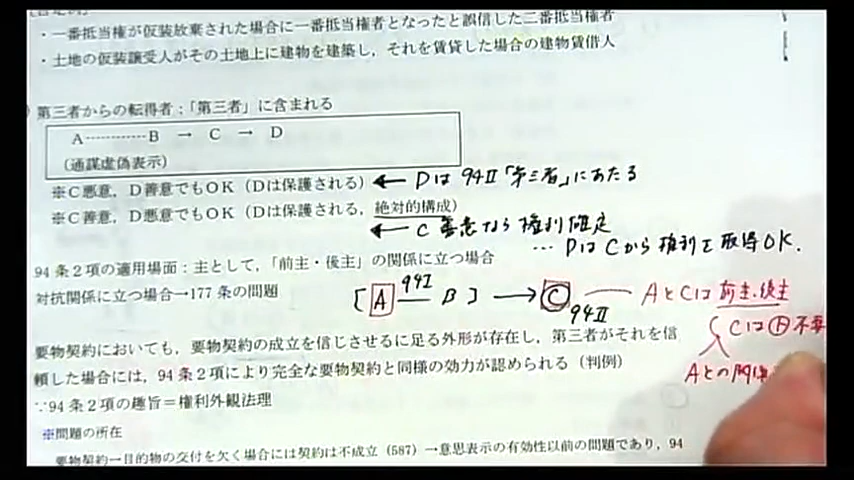 ・一番抵当権が仮装放棄された場合に一番抵当権者となったと誤信した二番抵当権者
・土地の仮装譲受人がその土地上に建物を建築し，それを賃貸した場合の建物賃借人
第三者からの転得者：「第三者」に含まれる
A…………B → C → D
（通謀虚偽表示）
※C悪意，D善意でもOK（Dは保護される） ← Dは94Ⅱ「第三者」にあたる
※C善意，D悪意でもOK（Dは保護される，絶対的構成）
← C 善意なら 権利確定
… DはCから権利を取得OK.
94条２項の適用場面：主として，「前主・後主」の関係に立つ場合
対抗関係に立つ場合→177条の問題
[ A 94Ⅰ B ] → C 94Ⅱ AとCは前主・後主
Cは登不要
Aとの関係
要物契約においても，要物契約の成立を信じさせるに足る外形が存在し，第三者がそれを信
頼した場合には，94条２項により完全な要物契約と同様の効力が認められる（判例）
∵94条２項の趣旨＝権利外観法理
※問題の所在
要物契約―目的物の交付を欠く場合には契約は不成立（587）―意思表示の有効性以前の問題であり，94